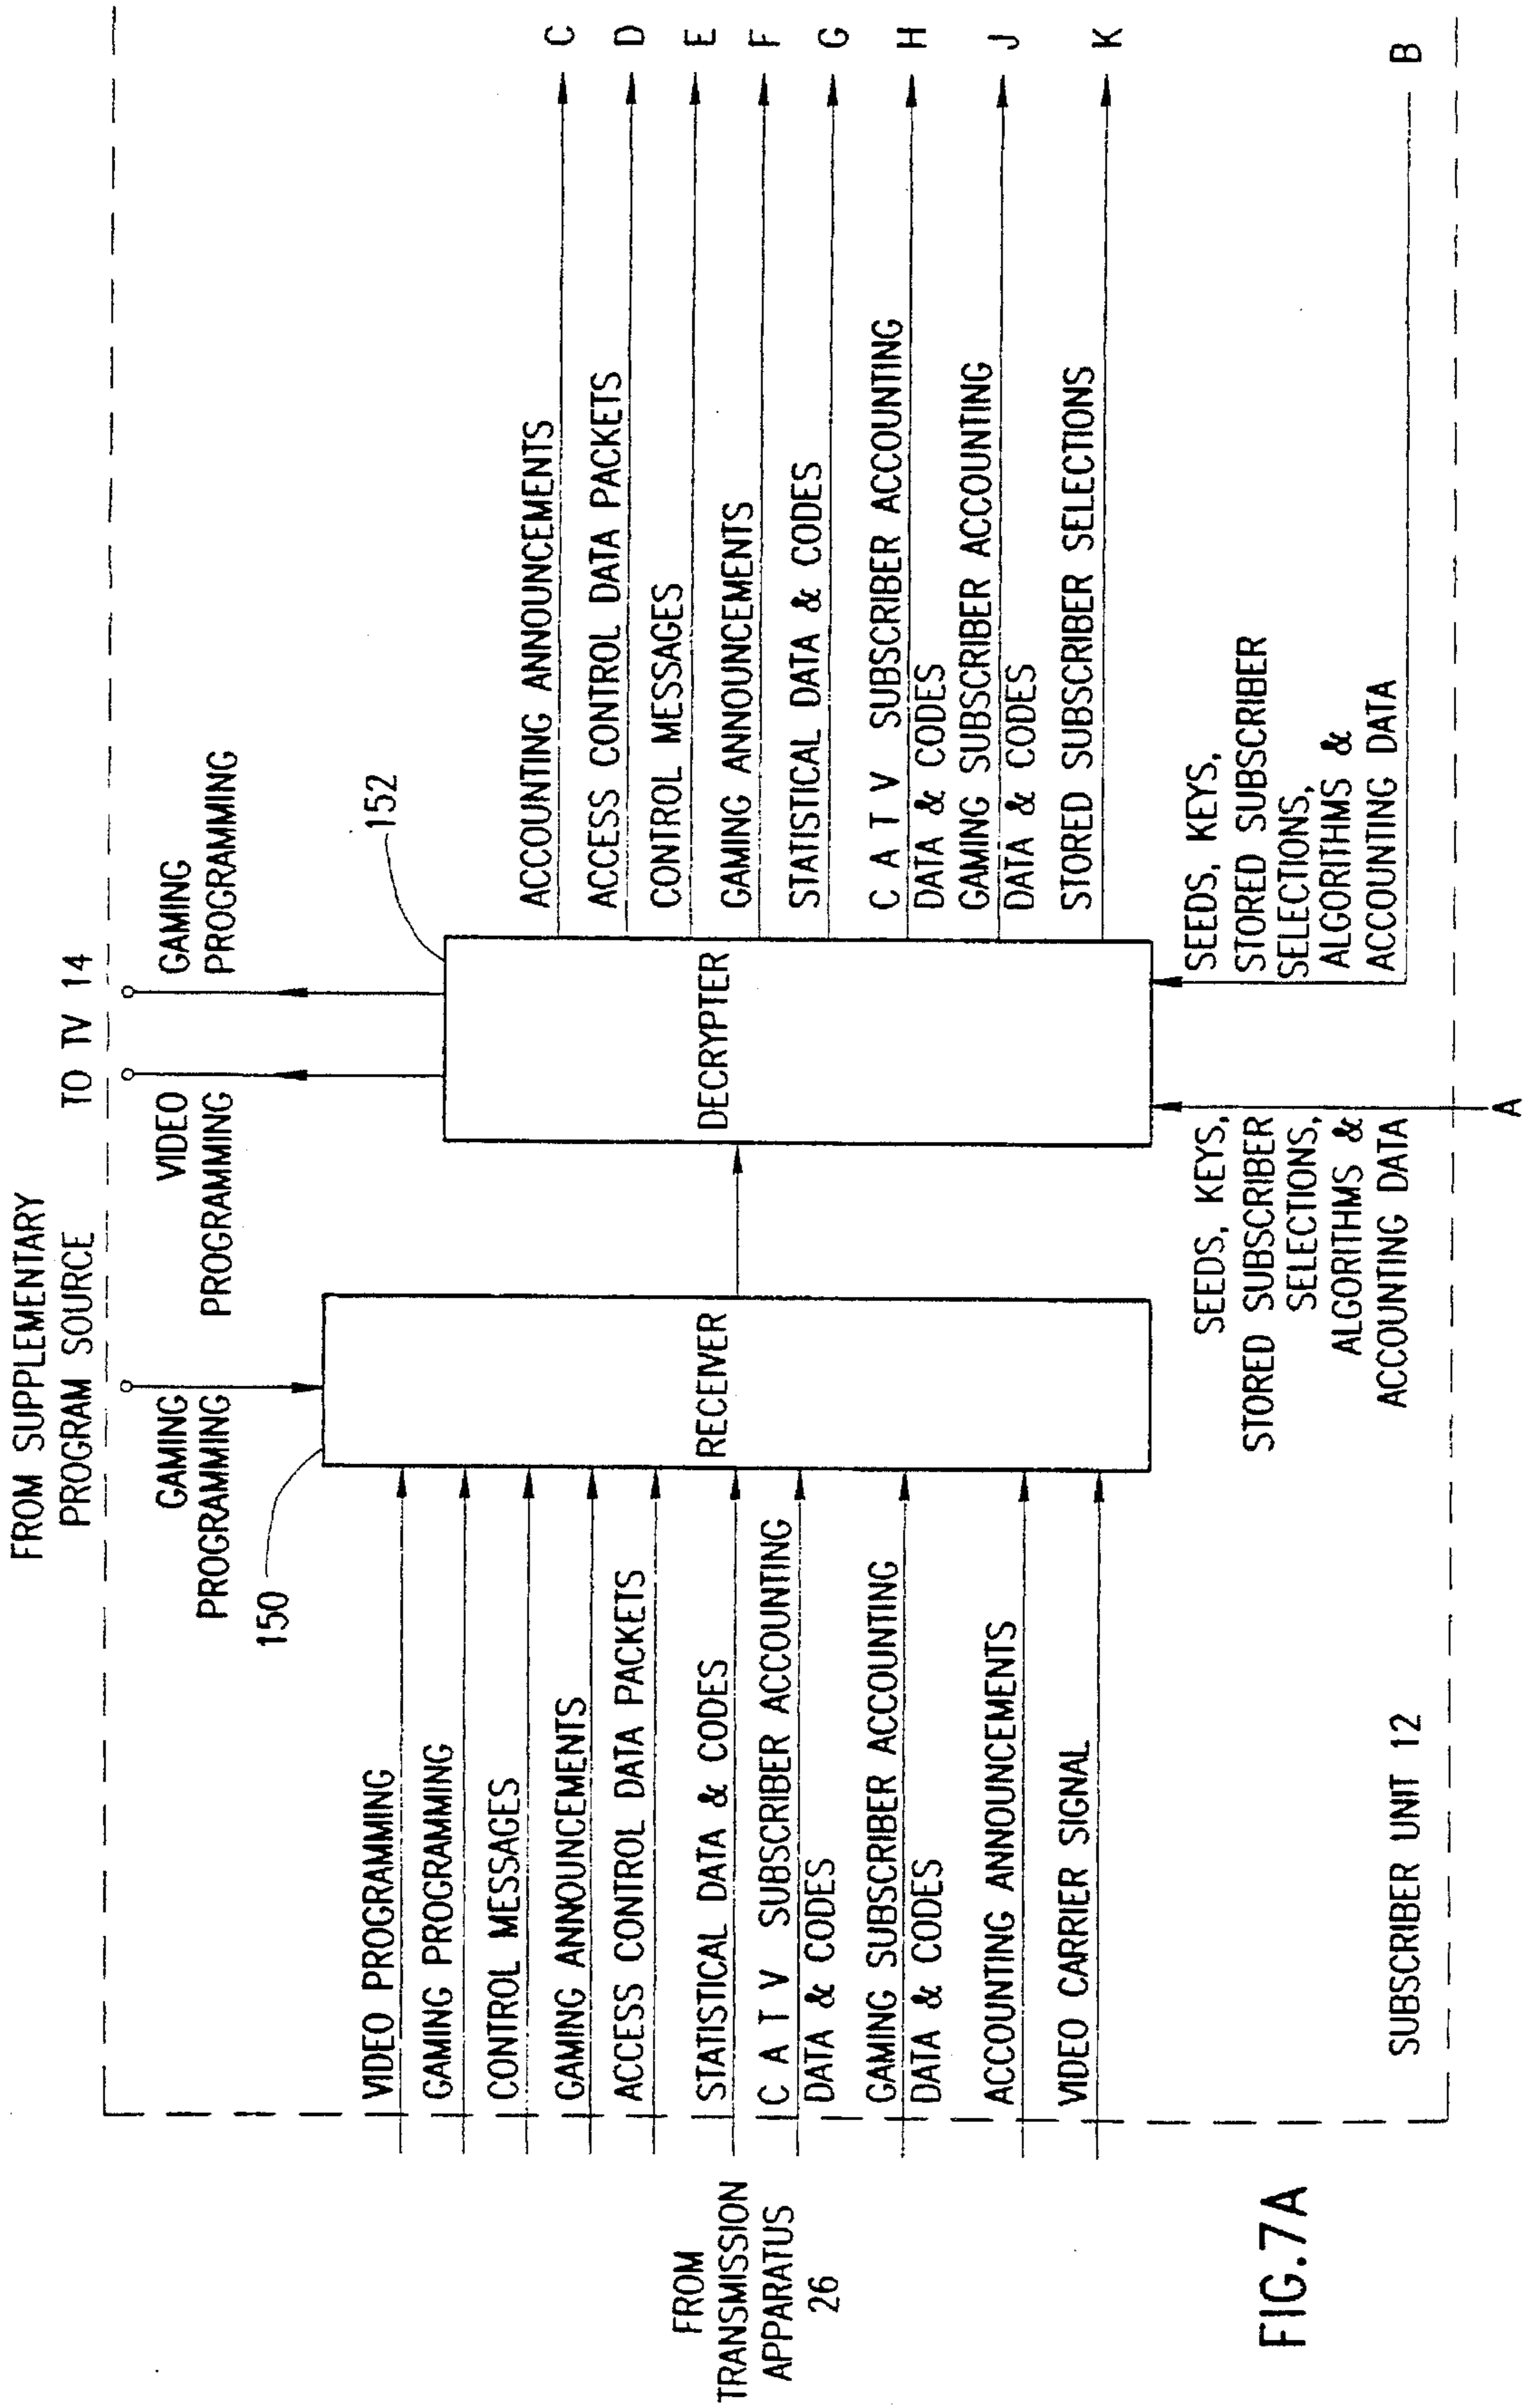 FROM SUPPLEMENTARY
PROGRAM SOURCE
TO TV 14
GAMING
PROGRAMMING
VIDEO
PROGRAMMING
GAMING
PROGRAMMING
150
152
FROM
TRANSMISSION
APPARATUS
26
VIDEO PROGRAMMING
GAMING PROGRAMMING
CONTROL MESSAGES
GAMING ANNOUNCEMENTS
ACCESS CONTROL DATA PACKETS
STATISTICAL DATA & CODES
C A T V SUBSCRIBER ACCOUNTING
DATA & CODES
GAMING SUBSCRIBER ACCOUNTING
DATA & CODES
ACCOUNTING ANNOUNCEMENTS
VIDEO CARRIER SIGNAL
RECEIVER
DECRYPTER
ACCOUNTING ANNOUNCEMENTS
C
ACCESS CONTROL DATA PACKETS
D
CONTROL MESSAGES
E
GAMING ANNOUNCEMENTS
F
STATISTICAL DATA & CODES
G
C A T V SUBSCRIBER ACCOUNTING
DATA & CODES
H
GAMING SUBSCRIBER ACCOUNTING
DATA & CODES
J
STORED SUBSCRIBER SELECTIONS
K
SEEDS, KEYS,
STORED SUBSCRIBER
SELECTIONS,
ALGORITHMS &
ACCOUNTING DATA
A
SEEDS, KEYS,
STORED SUBSCRIBER
SELECTIONS,
ALGORITHMS &
ACCOUNTING DATA
B
SUBSCRIBER UNIT 12
FIG.7A